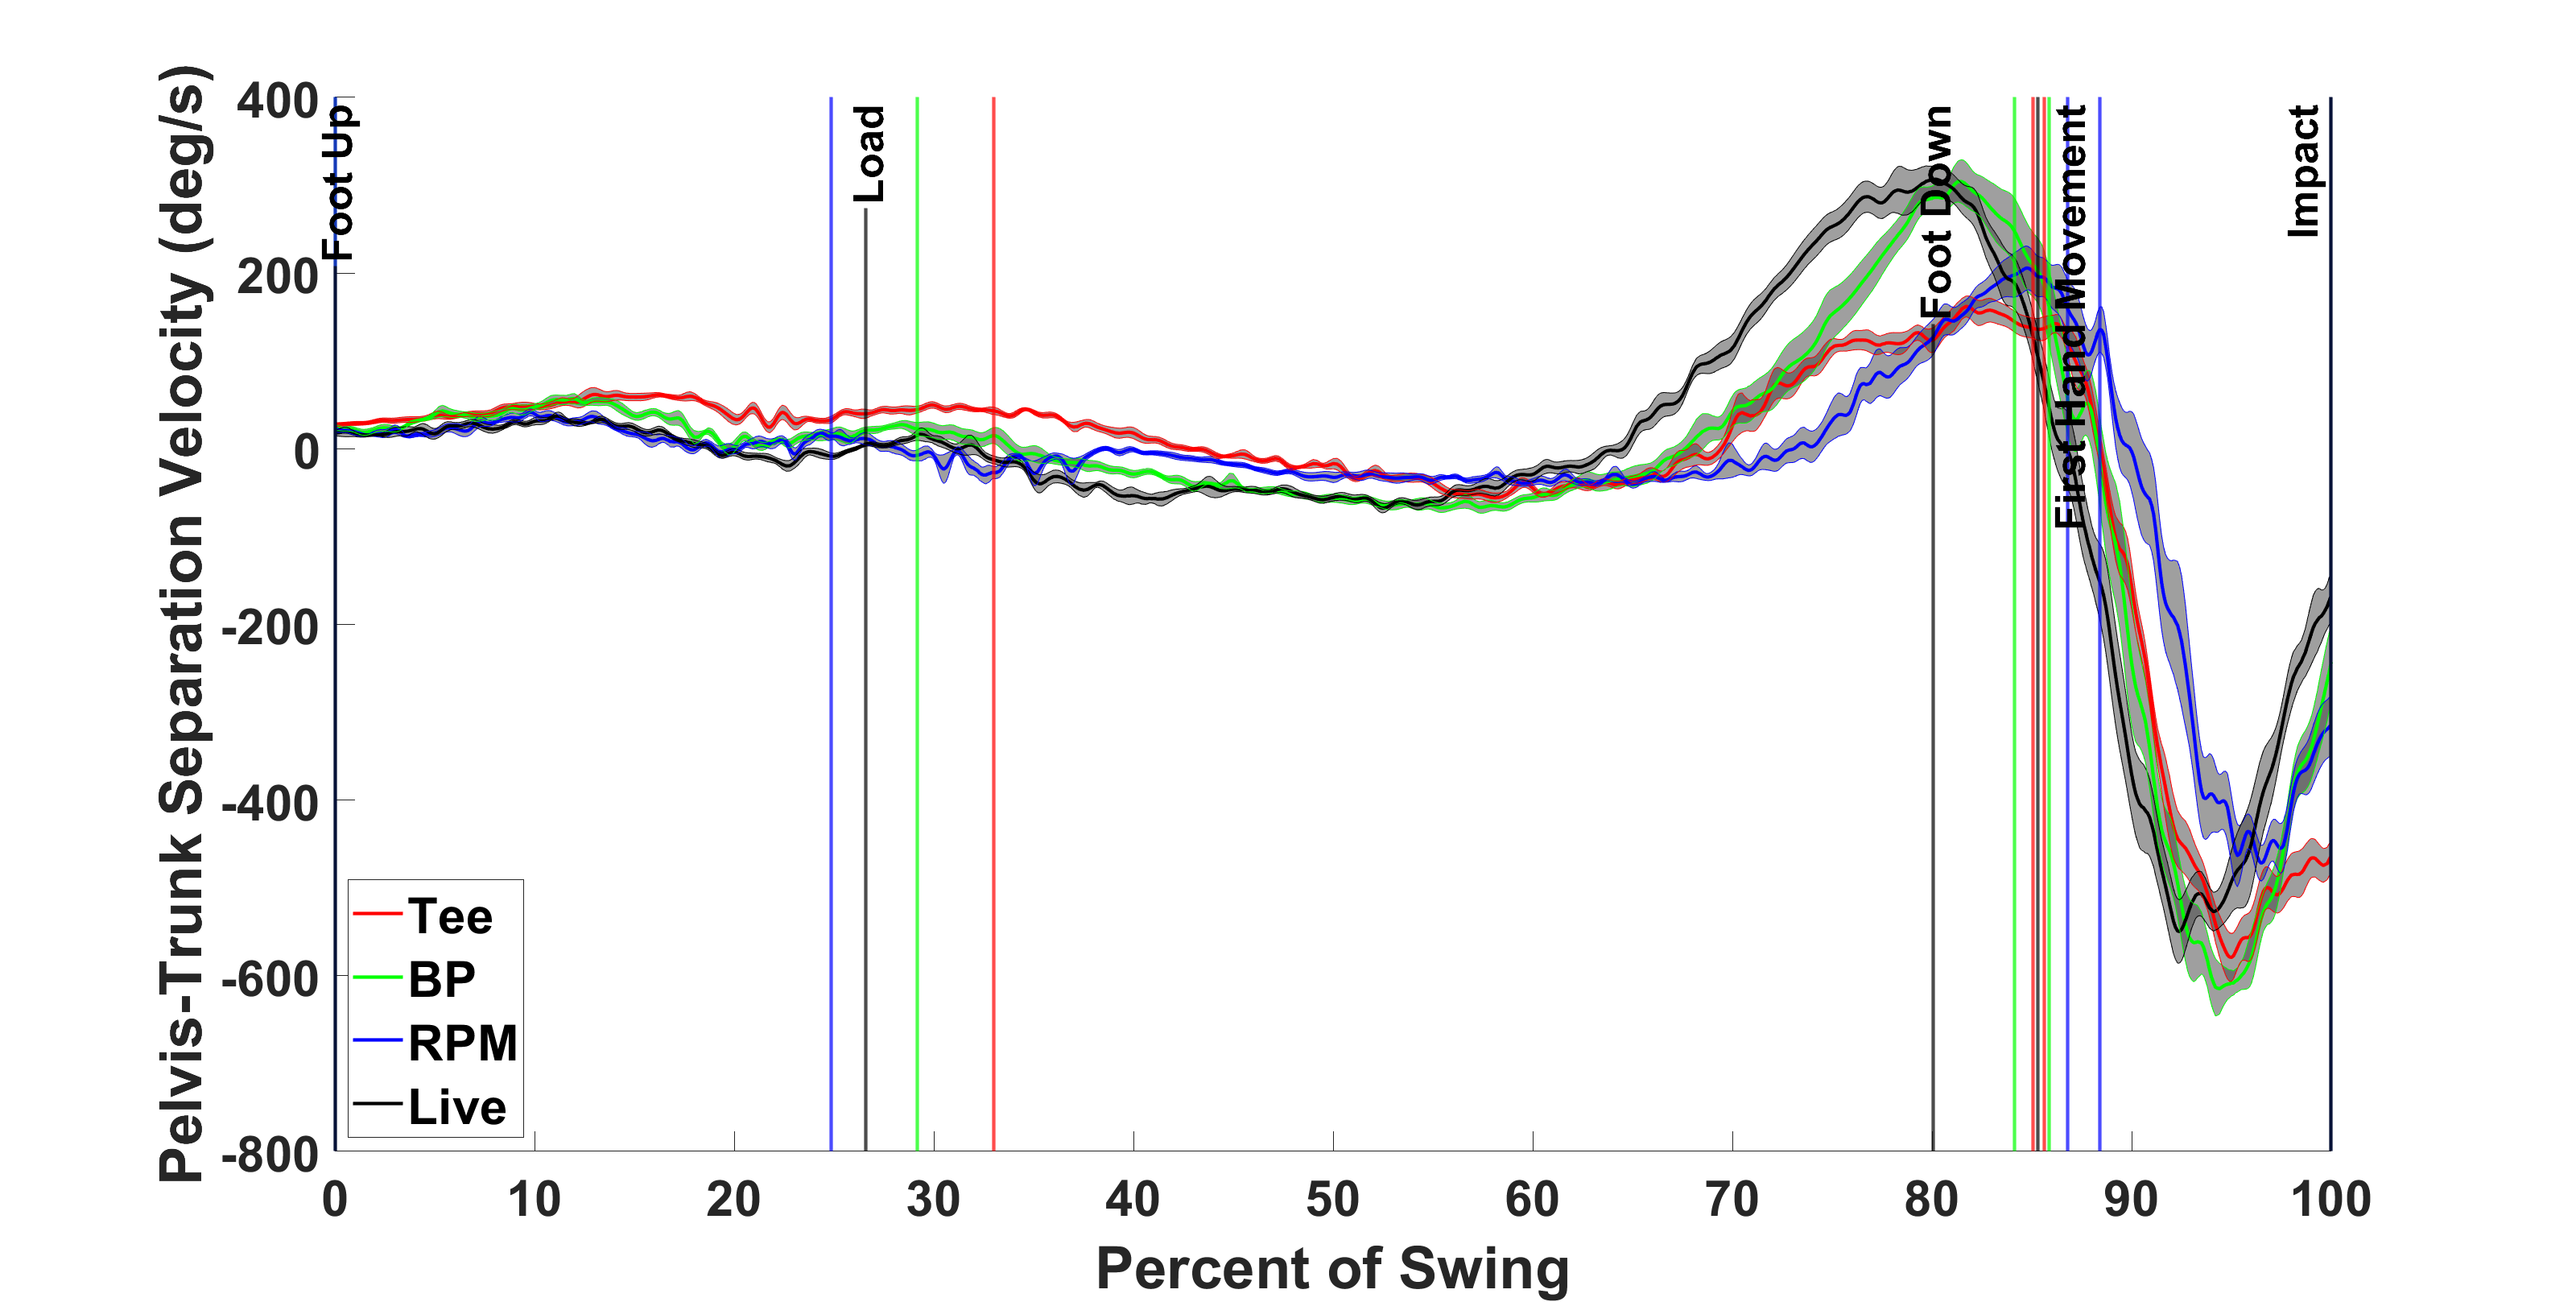 Pelvis-Trunk Separation Velocity (deg/s)
400
200
0
-200
-400
-600
-800
Foot Up
Load
Foot Down
First Hand Movement
Impact
Tee
BP
RPM
Live
0 10 20 30 40 50 60 70 80 90 100
Percent of Swing